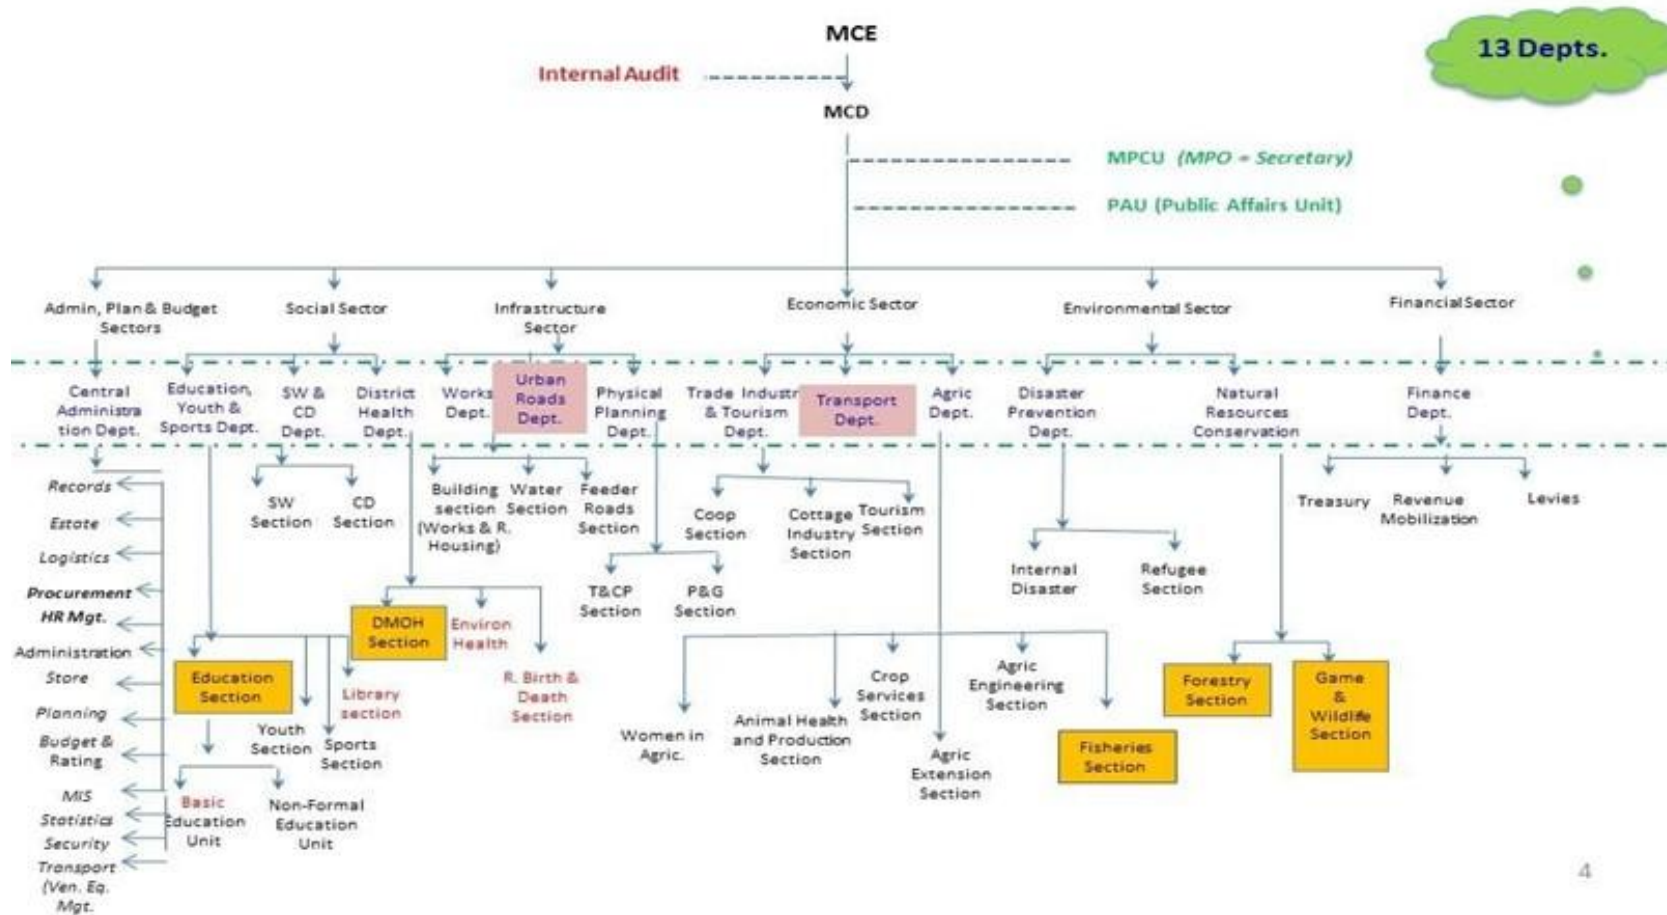 MCE
13 Depts.
Internal Audit
MCD
MPCU (MPO = Secretary)
PAU (Public Affairs Unit)
Admin, Plan & Budget
Sectors
Social Sector
Infrastructure
Sector
Economic Sector
Environmental Sector
Financial Sector
Central
Administra
tion Dept.
Education,
Youth &
Sports Dept.
SW &
CD
Dept.
District
Health
Dept.
Works
Dept.
Urban
Roads
Dept.
Physical
Planning
Dept.
Trade Industr
& Tourism
Dept.
Transport
Dept.
Agric
Dept.
Disaster
Prevention
Dept.
Natural
Resources
Conservation
Finance
Dept.
Records
Estate
Logistics
Procurement
HR Mgt.
Administration
Store
Planning
Budget &
Rating
MIS
Statistics
Security
Transport
(Ven. Eq.
Mgt.
SW
Section
CD
Section
Building
section
(Works & R.
Housing)
Water
Section
Feeder
Roads
Section
Coop
Section
Cottage
Industry
Section
Tourism
Section
Treasury
Revenue
Mobilization
Levies
Internal
Disaster
Refugee
Section
T&CP
Section
P&G
Section
DMOH
Section
Environ
Health
R. Birth &
Death
Section
Education
Section
Library
section
Youth
Section
Sports
Section
Basic
Education
Unit
Non-Formal
Education
Unit
Women in
Agric.
Animal Health
and Production
Section
Crop
Services
Section
Agric
Extension
Section
Agric
Engineering
Section
Fisheries
Section
Forestry
Section
Game
&
Wildlife
Section
4